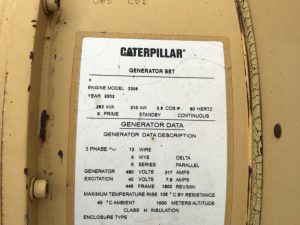 CATERPILLAR
GENERATOR SET
ENGINE MODEL 3306
YEAR 2002
263 KVA 210 KW 0.8 COS ø 60 HERTZ
X PRIME STANDBY CONTINUOUS
GENERATOR DATA
GENERATOR DATA DESCRIPTION
3 PHASE 12 WIRE
X WYE DELTA
X SERIES PARALLEL
GENERATOR 480 VOLTS 317 AMPS
EXCITATION 40 VOLTS 7.8 AMPS
446 FRAME 1800 REV/MIN
MAXIMUM TEMPERATURE RISE 105 °C BY RESISTANCE
40 °C AMBIENT 1000 METERS ALTITUDE
CLASS H INSULATION
ENCLOSURE TYPE